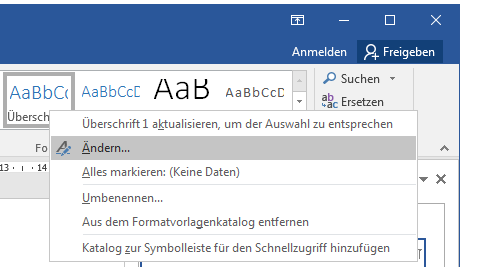 Anmelden Freigeben
AaBbCc AaBbCcD AaB AaBbCcD Suchen
Übersch Ersetzen
Überschrift 1 aktualisieren, um der Auswahl zu entsprechen
Fo
Ändern...
13 14
Alles markieren: (Keine Daten)
Umbenennen...
Aus dem Formatvorlagenkatalog entfernen
Katalog zur Symbolleiste für den Schnellzugriff hinzufügen